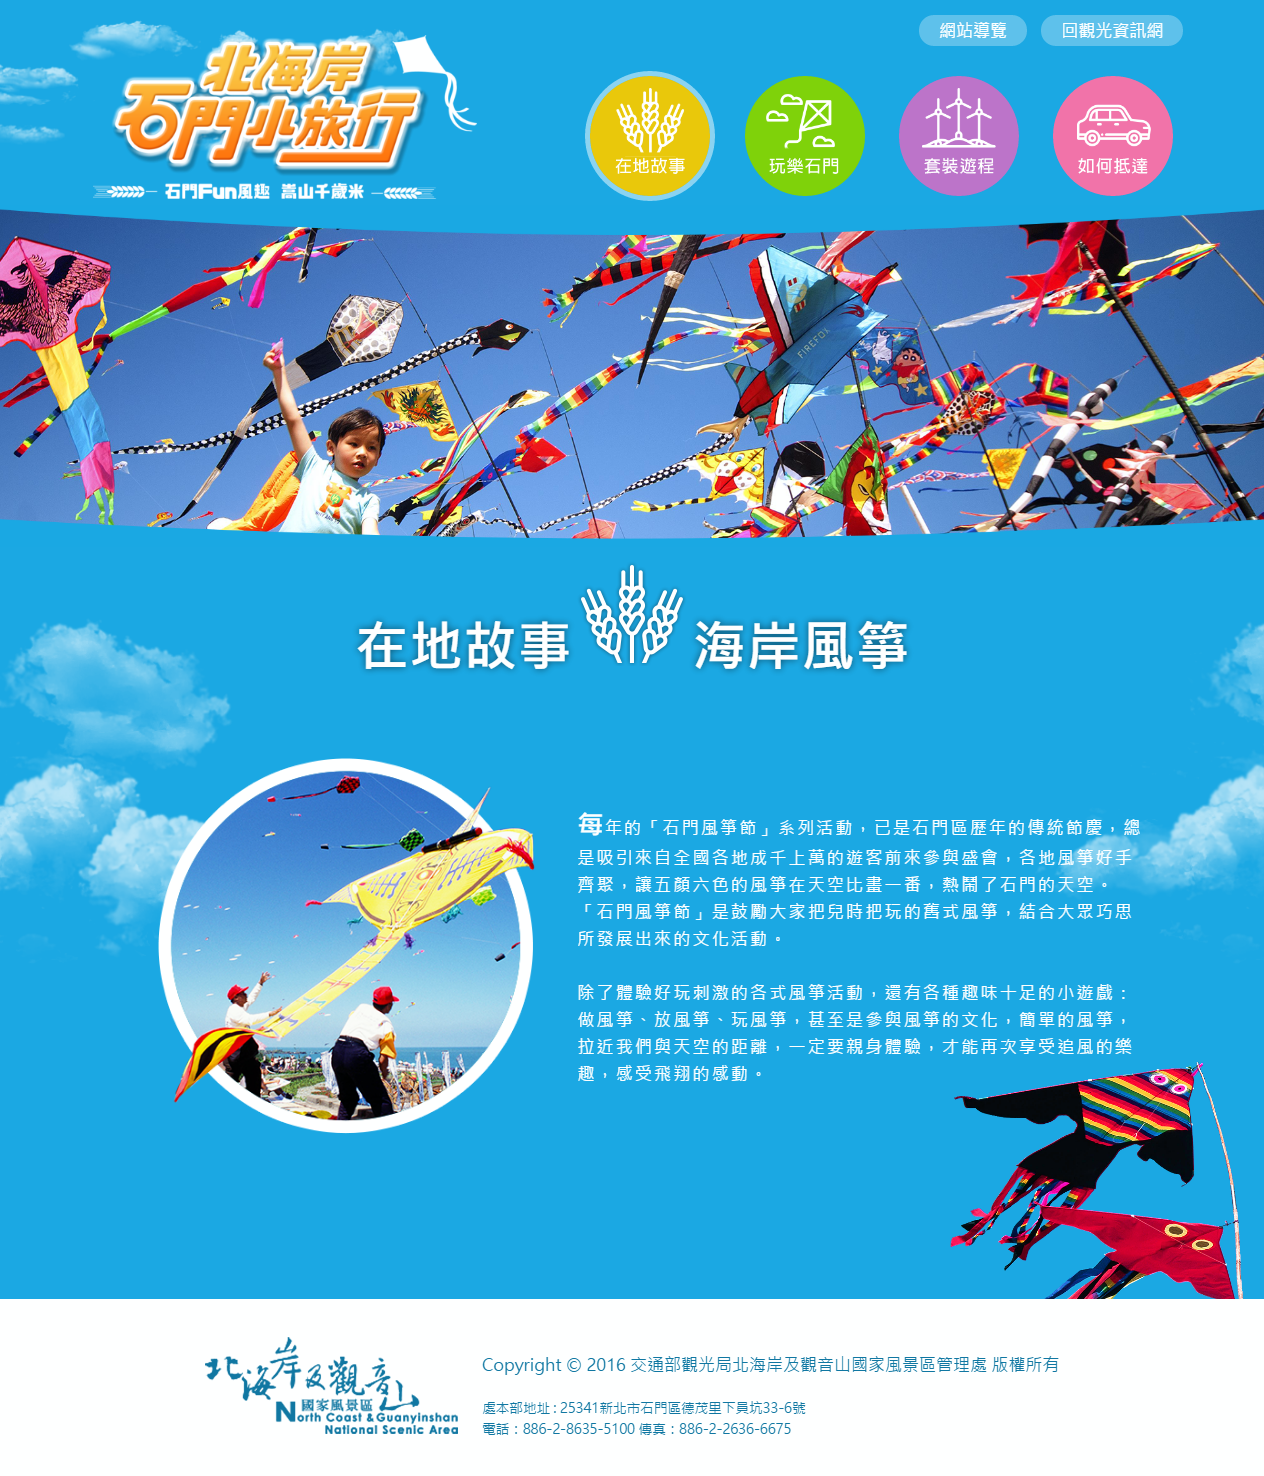 網站導覽
回觀光資訊網
北海岸
石門小旅行
石門Fun風趣 嵩山千歲米
在地故事
玩樂石門
套裝遊程
如何抵達
FIREFOX
在地故事 海岸風箏
每年的「石門風箏節」系列活動，已是石門區歷年的傳統節慶，總
是吸引來自全國各地成千上萬的遊客前來參與盛會，各地風箏好手
齊聚，讓五顏六色的風箏在天空比畫一番，熱鬧了石門的天空。
「石門風箏節」是鼓勵大家把兒時把玩的舊式風箏，結合大眾巧思
所發展出來的文化活動。
除了體驗好玩刺激的各式風箏活動，還有各種趣味十足的小遊戲：
做風箏、放風箏、玩風箏，甚至是參與風箏的文化，簡單的風箏，
拉近我們與天空的距離，一定要親身體驗，才能再次享受追風的樂
趣，感受飛翔的感動。
北海岸及觀音山
國家風景區
North Coast & Guanyinshan
National Scenic Area
Copyright © 2016 交通部觀光局北海岸及觀音山國家風景區管理處 版權所有
處本部地址 : 25341新北市石門區德茂里下員坑33-6號
電話：886-2-8635-5100 傳真：886-2-2636-6675